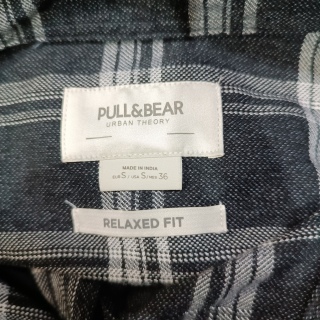 PULL&BEAR
URBAN THEORY
MADE IN INDIA
EUR S / USA S / MEX 36
RELAXED FIT